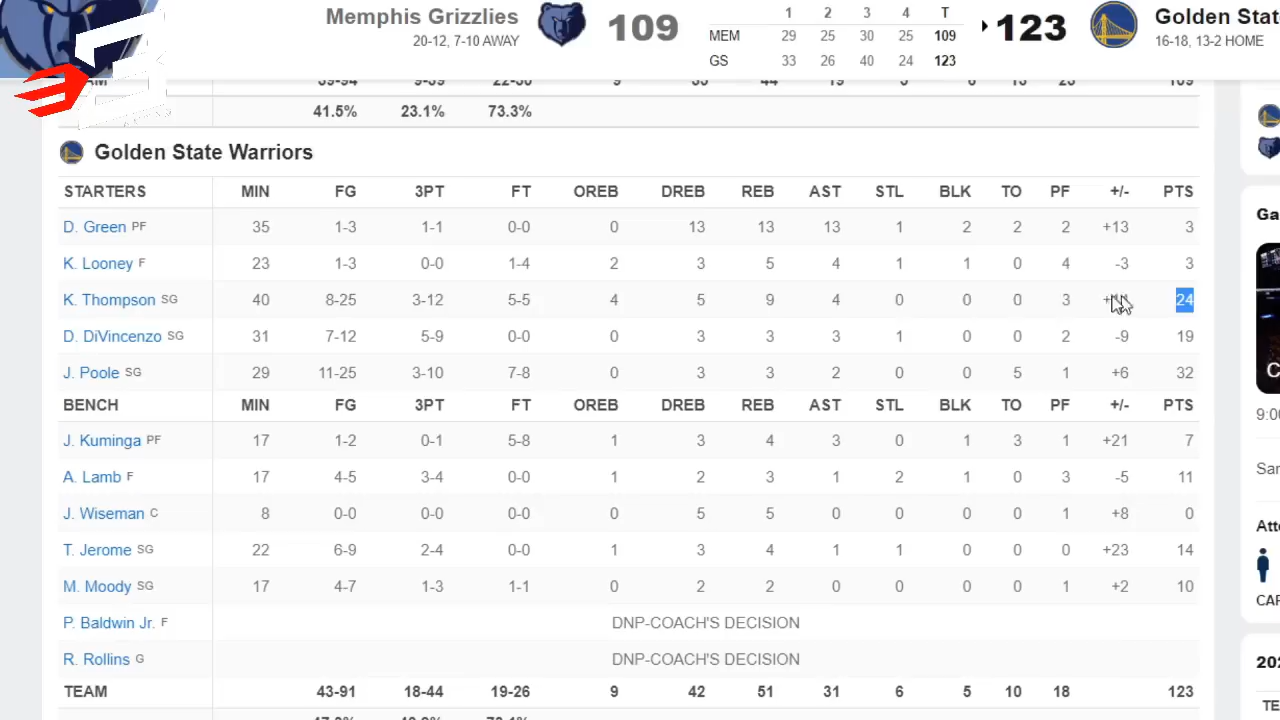 Memphis Grizzlies 109 1 2 3 4 T 123 Golden Stat
20-12, 7-10 AWAY MEM 29 25 30 25 109 16-18, 13-2 HOME
GS 33 26 40 24 123
41.5% 23.1% 73.3%
Golden State Warriors
STARTERS MIN FG 3PT FT OREB DREB REB AST STL BLK TO PF +/- PTS
D. Green PF 35 1-3 1-1 0-0 0 13 13 13 1 2 2 2 +13 3
K. Looney F 23 1-3 0-0 1-4 2 3 5 4 1 1 0 4 -3 3
K. Thompson SG 40 8-25 3-12 5-5 4 5 9 4 0 0 0 3 24
D. DiVincenzo SG 31 7-12 5-9 0-0 0 3 3 3 1 0 0 2 -9 19
J. Poole SG 29 11-25 3-10 7-8 0 3 3 2 0 0 5 1 +6 32
BENCH MIN FG 3PT FT OREB DREB REB AST STL BLK TO PF +/- PTS
J. Kuminga PF 17 1-2 0-1 5-8 1 3 4 3 0 1 3 1 +21 7
A. Lamb F 17 4-5 3-4 0-0 1 2 3 1 2 1 0 3 -5 11
J. Wiseman C 8 0-0 0-0 0-0 0 5 5 0 0 0 0 1 +8 0
T. Jerome SG 22 6-9 2-4 0-0 1 3 4 1 1 0 0 0 +23 14
M. Moody SG 17 4-7 1-3 1-1 0 2 2 0 0 0 0 1 +2 10
P. Baldwin Jr. F DNP-COACH'S DECISION
R. Rollins G DNP-COACH'S DECISION
TEAM 43-91 18-44 19-26 9 42 51 31 6 5 10 18 123
Ga
9:00
San
Atte
CAP
202
TE